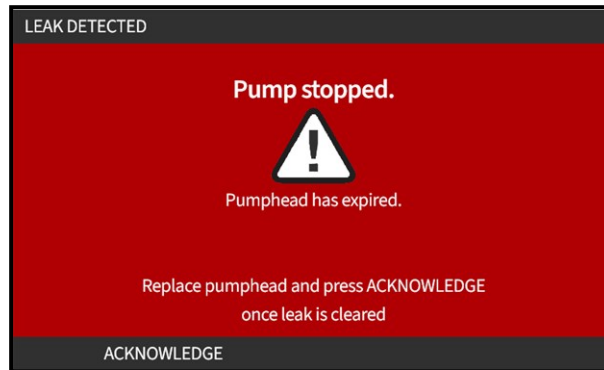 LEAK DETECTED
Pump stopped.
!
Pumphead has expired.
Replace pumphead and press ACKNOWLEDGE
once leak is cleared
ACKNOWLEDGE